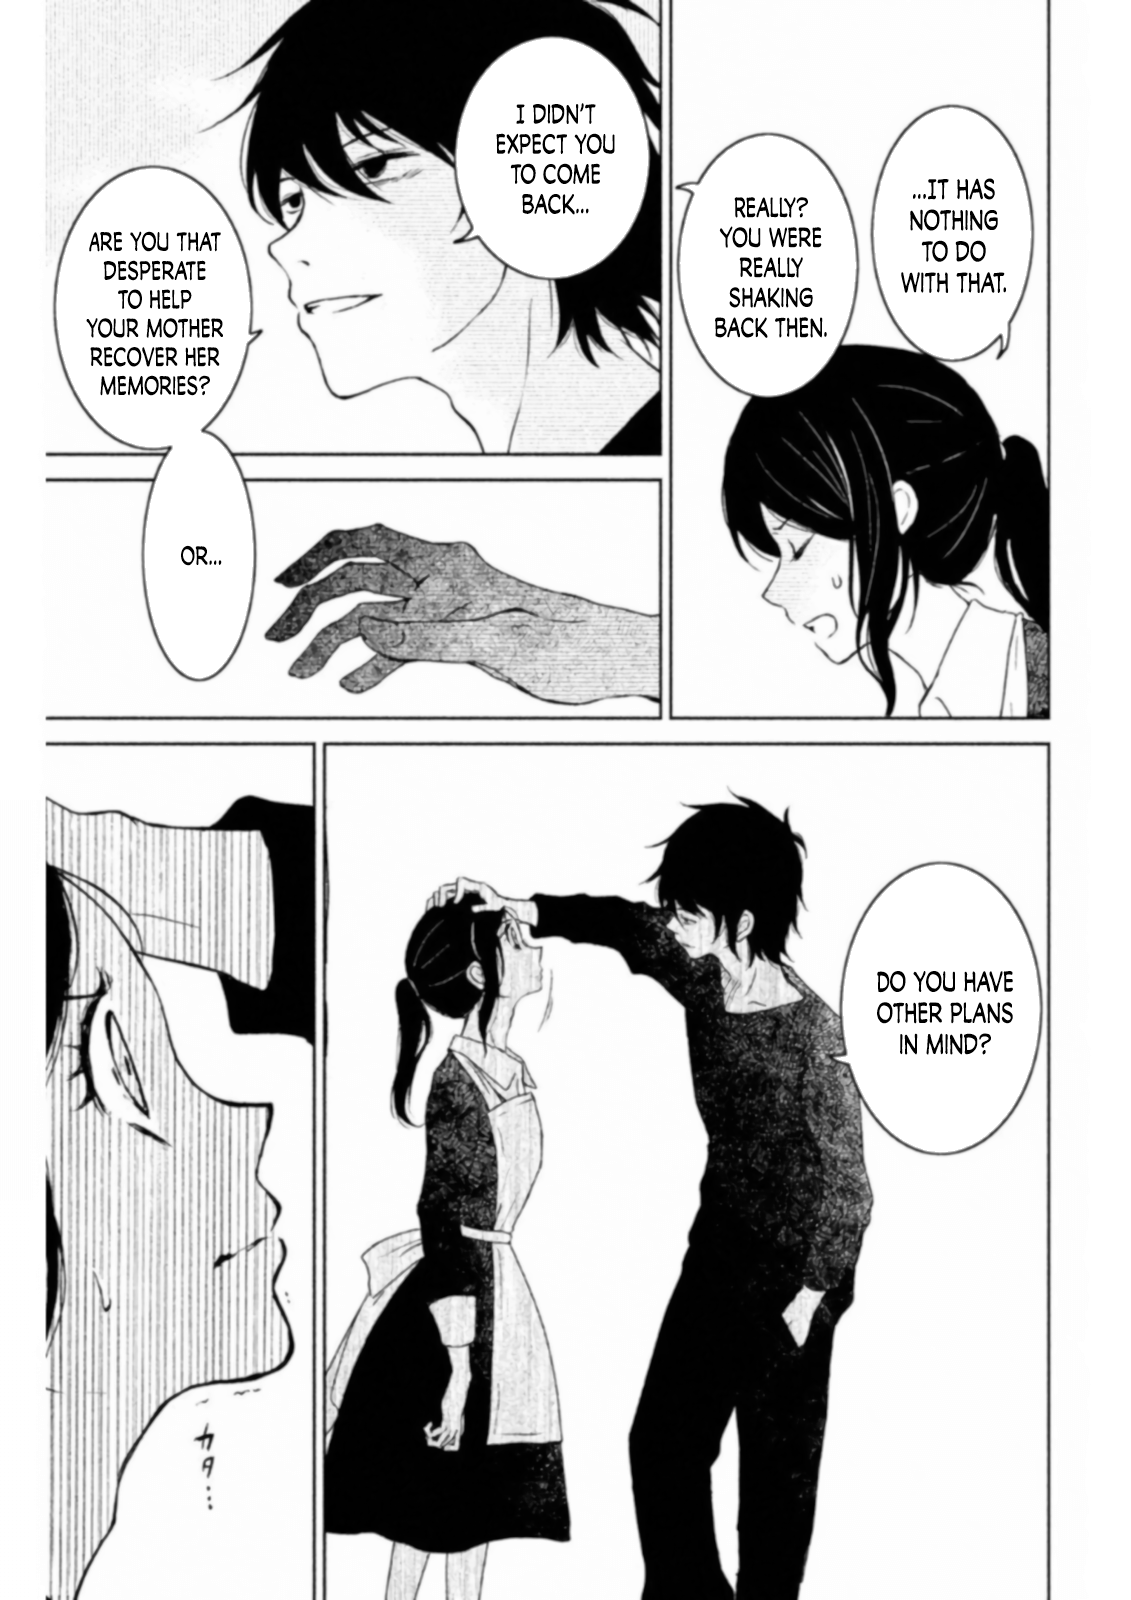 ...IT HAS
NOTHING
TO DO
WITH THAT.
REALLY?
YOU WERE
REALLY
SHAKING
BACK THEN.
I DIDN'T
EXPECT YOU
TO COME
BACK...
ARE YOU THAT
DESPERATE
TO HELP
YOUR MOTHER
RECOVER HER
MEMORIES?
OR...
DO YOU HAVE
OTHER PLANS
IN MIND?
カタ…